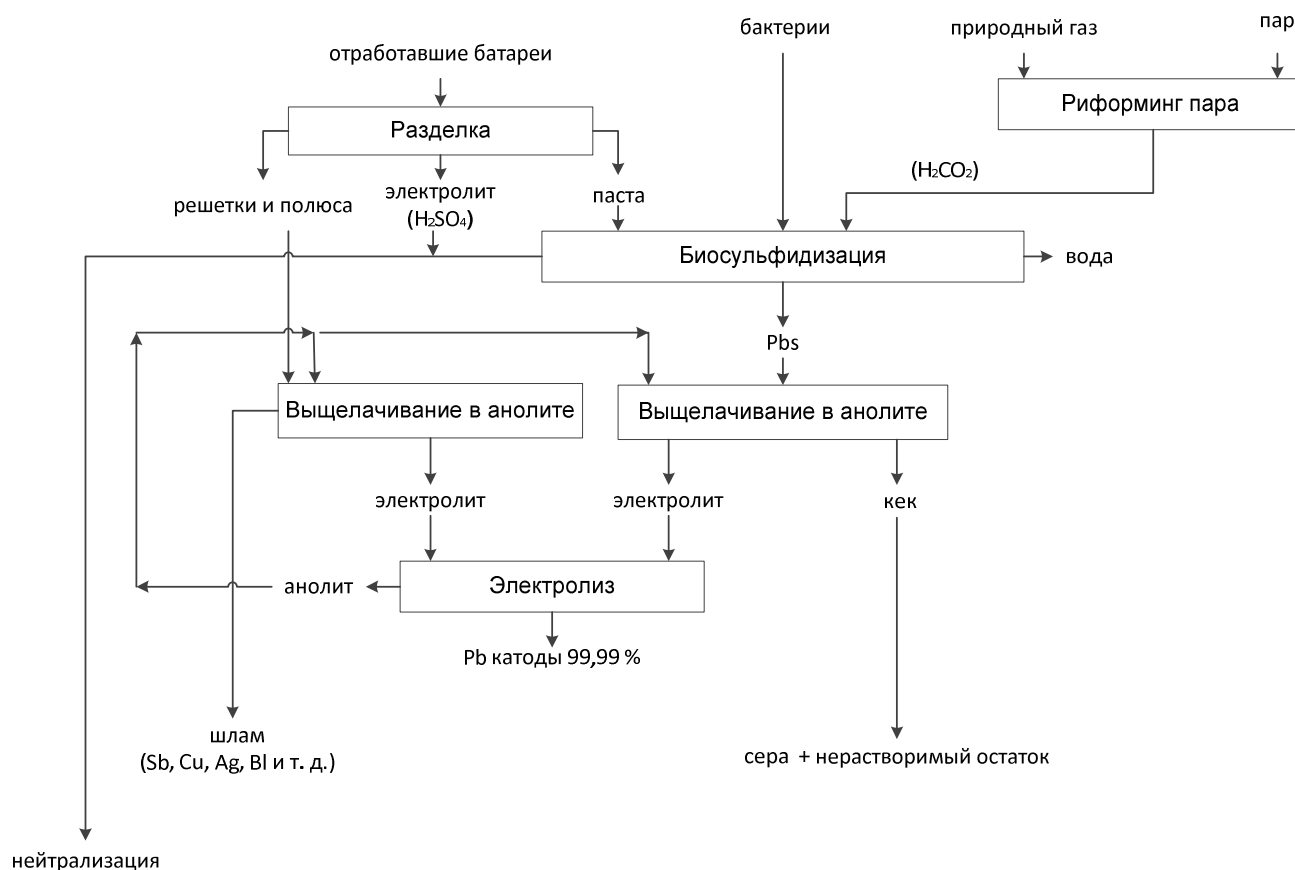 бактерии
природный газ
пар
отработавшие батареи
Риформинг пара
Разделка
(H₂CO₂)
решетки и полюса
электролит
(H₂SO₄)
паста
Биосульфидизация
вода
Pbs
Выщелачивание в анолите
Выщелачивание в анолите
электролит
электролит
кек
анолит
Электролиз
Pb катоды 99,99 %
шлам
(Sb, Cu, Ag, Bl и т. д.)
сера + нерастворимый остаток
нейтрализация